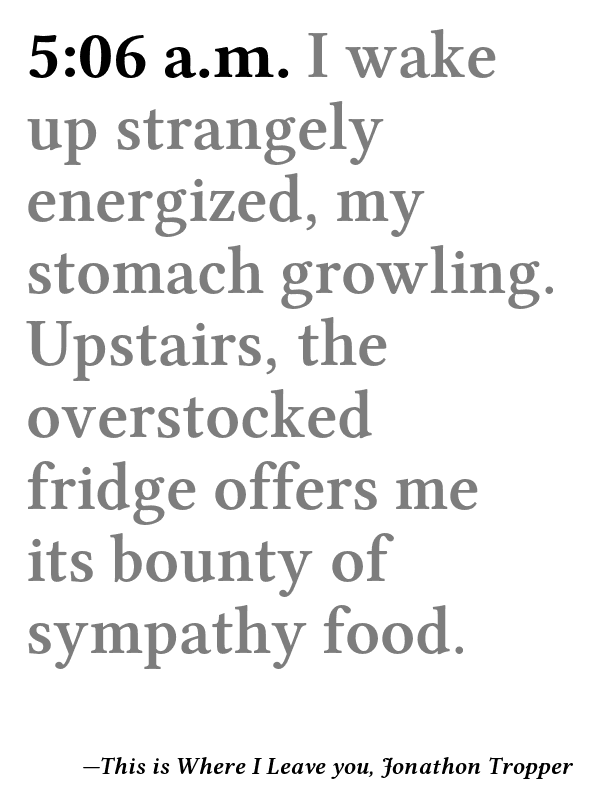 5:06 a.m. I wake
up strangely
energized, my
stomach growling.
Upstairs, the
overstocked
fridge offers me
its bounty of
sympathy food.
—This is Where I Leave you, Jonathon Tropper